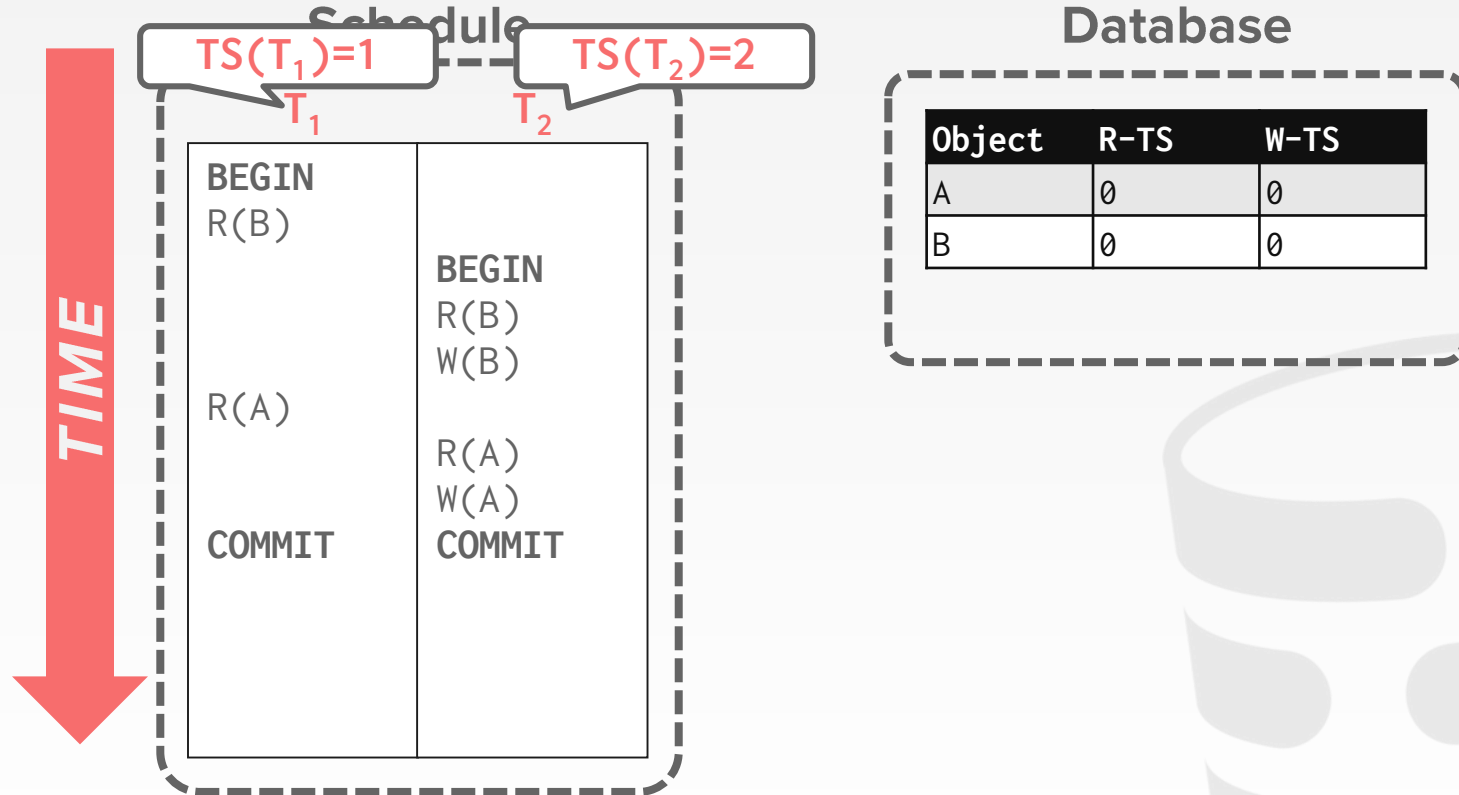 Schedule
TS(T1)=1
TS(T2)=2
T1
T2
BEGIN
R(B)
BEGIN
R(B)
W(B)
R(A)
R(A)
W(A)
COMMIT COMMIT
TIME
Database
Object R-TS W-TS
A 0 0
B 0 0